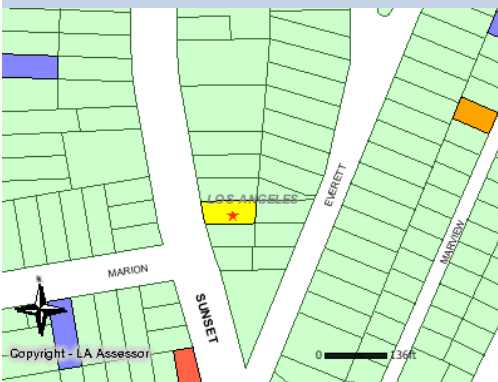 LOS ANGELES
EVERETT
MARVIEW
MARION
N
SUNSET
Copyright - LA Assessor
0 136ft